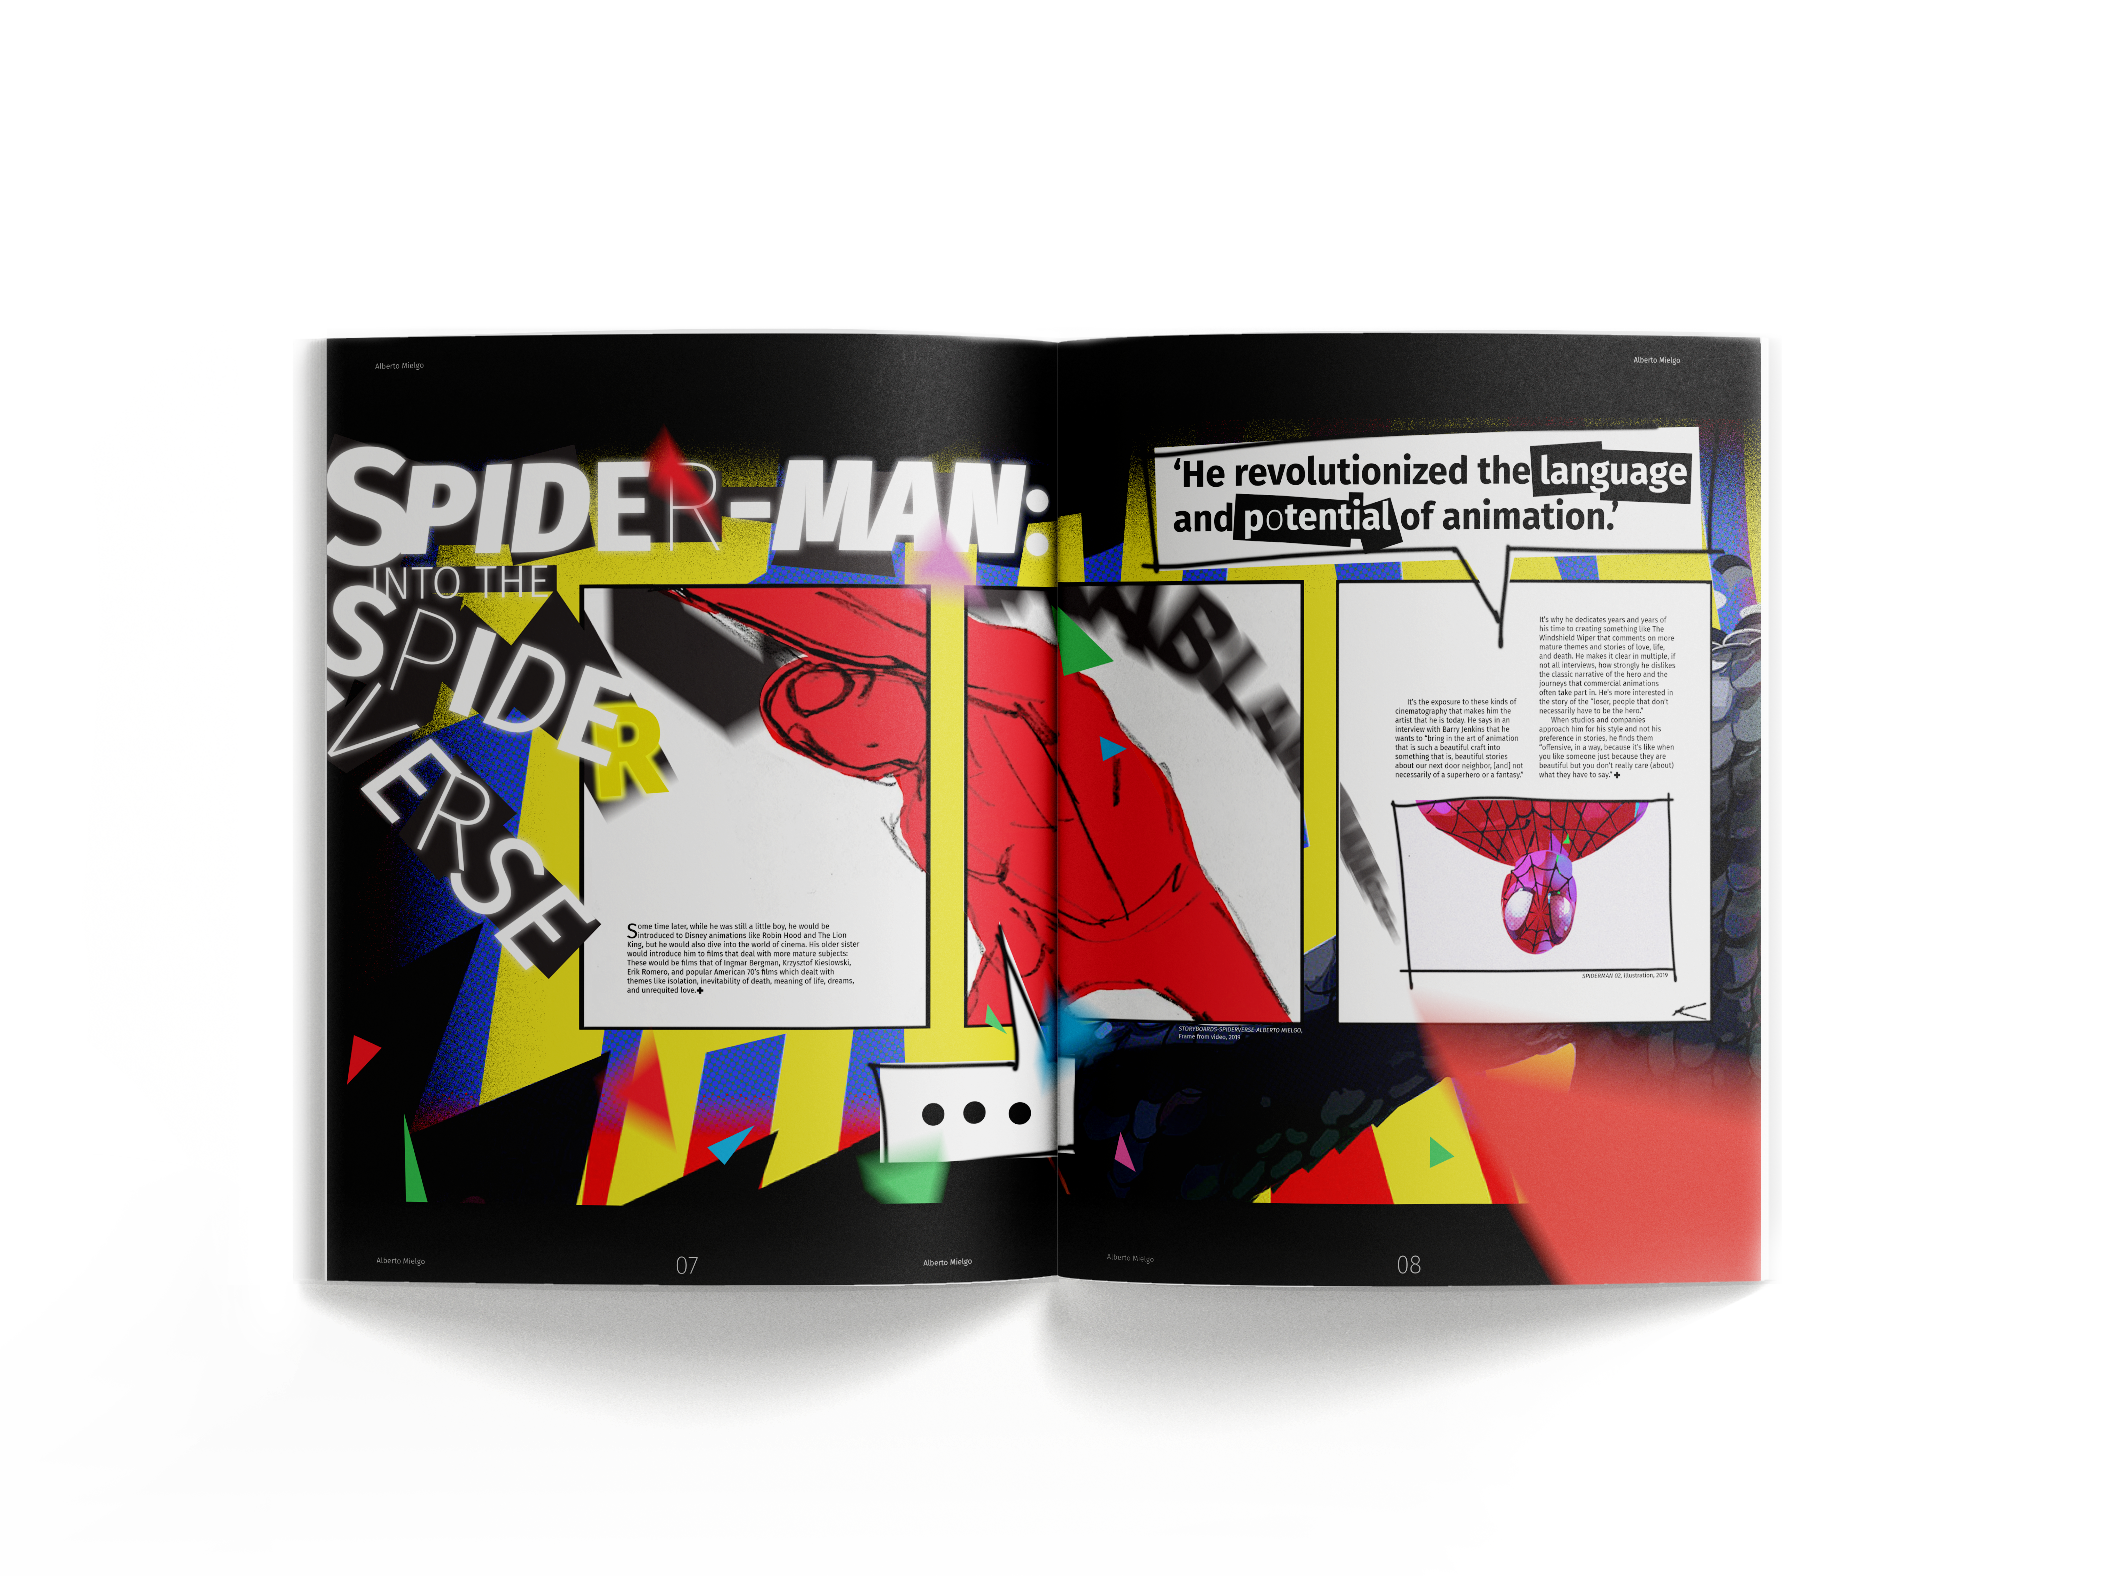 Alberto Mielgo
SPIDER-MAN:
INTO THE
SPIDER
VERSE
Some time later, while he was still a little boy, he would be
introduced to Disney animations like Robin Hood and The Lion
King, but he would also dive into the world of cinema. His older sister
would introduce him to films that deal with more mature subjects:
These would be films that of Ingmar Bergman, Krzysztof Kieslowski,
Erik Romero, and popular American 70's films which dealt with
themes like isolation, inevitability of death, meaning of life, dreams,
and unrequited love.✚
Alberto Mielgo
07
Alberto Mielgo
Alberto Mielgo
'He revolutionized the language
and potential of animation.'
It's the exposure to these kinds of
cinematography that makes him the
artist that he is today. He says in an
interview with Barry Jenkins that he
wants to "bring in the art of animation
that is such a beautiful craft into
something that is, beautiful stories
about our next door neighbor, [and] not
necessarily of a superhero or a fantasy."
It's why he dedicates years and years of
his time to creating something like The
Windshield Wiper that comments on more
mature themes and stories of love, life,
and death. He makes it clear in multiple, if
not all interviews, how strongly he dislikes
the classic narrative of the hero and the
journeys that commercial animations
often take part in. He's more interested in
the story of the "loser, people that don't
necessarily have to be the hero."
When studios and companies
approach him for his style and not his
preference in stories, he finds them
"offensive, in a way, because it's like when
you like someone just because they are
beautiful but you don't really care (about)
what they have to say." ✚
SPIDERMAN 02, Illustration, 2019
STORYBOARDS-SPIDERVERSE-ALBERTO MIELGO,
Frame from video, 2019
Alberto Mielgo
08